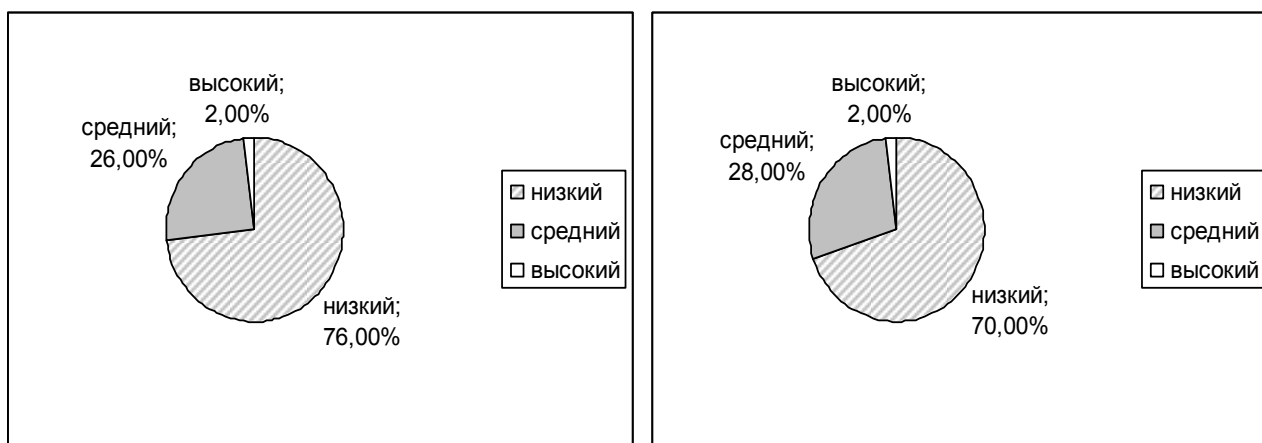 высокий;
2,00%
средний;
26,00%
низкий;
76,00%
низкий
средний
высокий
высокий;
2,00%
средний;
28,00%
низкий;
70,00%
низкий
средний
высокий